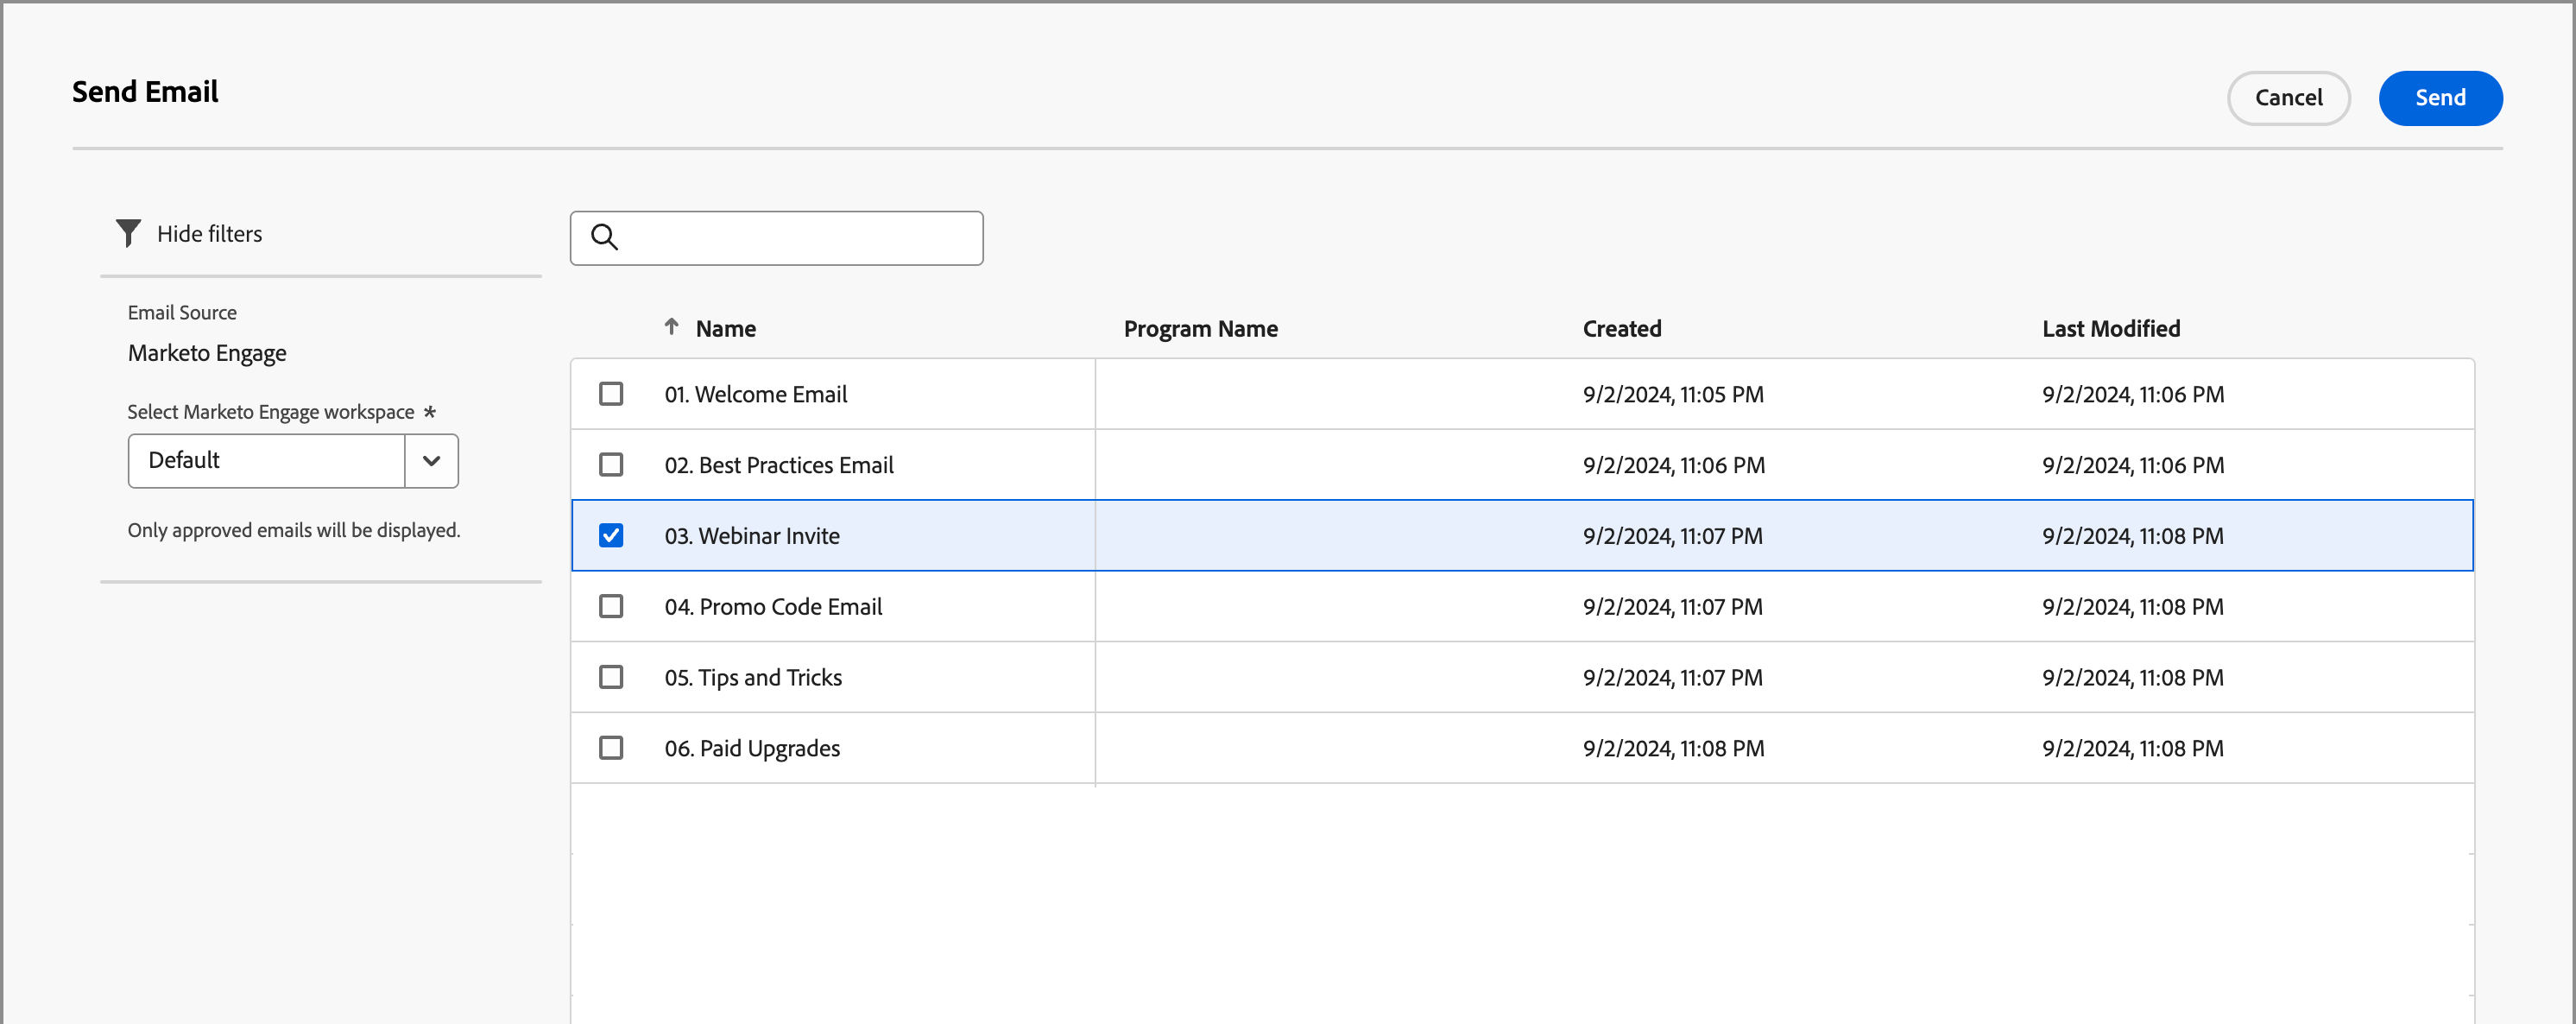 Send Email
Cancel
Send
Hide filters
Email Source
Marketo Engage
Select Marketo Engage workspace *
Default
Only approved emails will be displayed.
Name Program Name Created Last Modified
01. Welcome Email 9/2/2024, 11:05 PM 9/2/2024, 11:06 PM
02. Best Practices Email 9/2/2024, 11:06 PM 9/2/2024, 11:06 PM
03. Webinar Invite 9/2/2024, 11:07 PM 9/2/2024, 11:08 PM
04. Promo Code Email 9/2/2024, 11:07 PM 9/2/2024, 11:08 PM
05. Tips and Tricks 9/2/2024, 11:07 PM 9/2/2024, 11:08 PM
06. Paid Upgrades 9/2/2024, 11:08 PM 9/2/2024, 11:08 PM